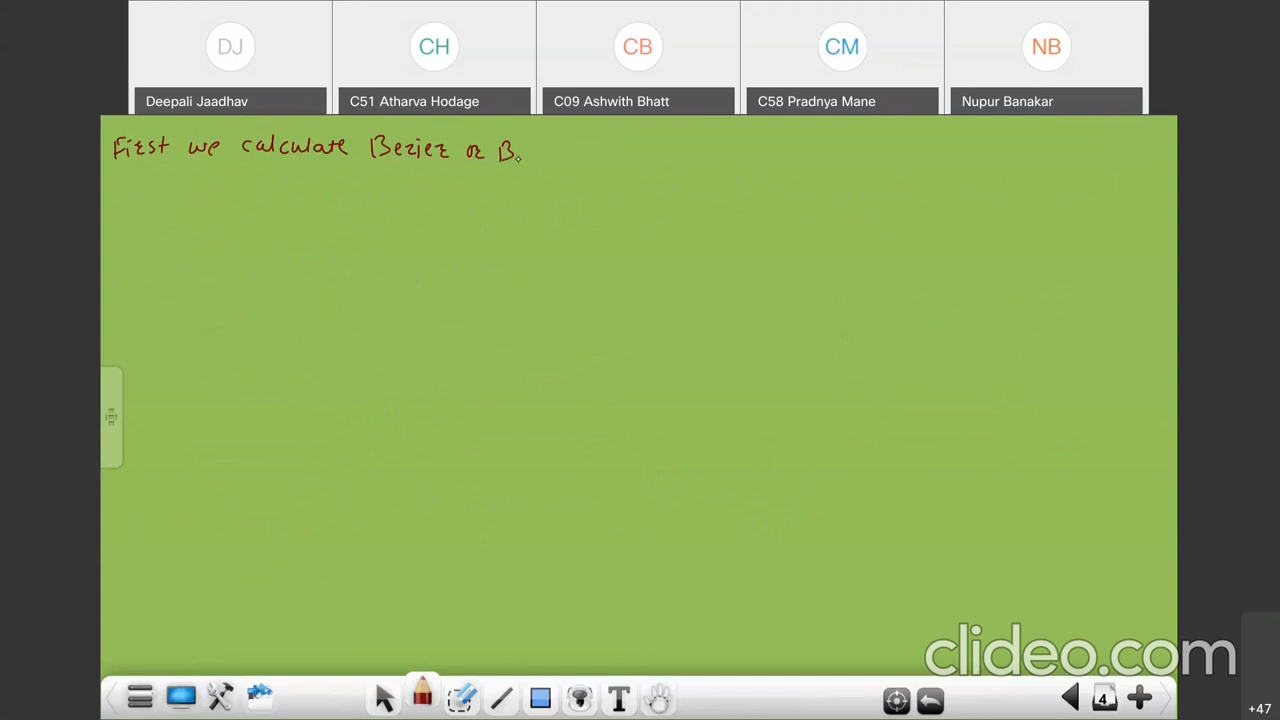 DJ CH CB CM NB
Deepali Jaadhav C51 Atharva Hodage C09 Ashwith Bhatt C58 Pradnya Mane Nupur Banakar
First we calculate Bezier or B
clideo.com
T 4
+47